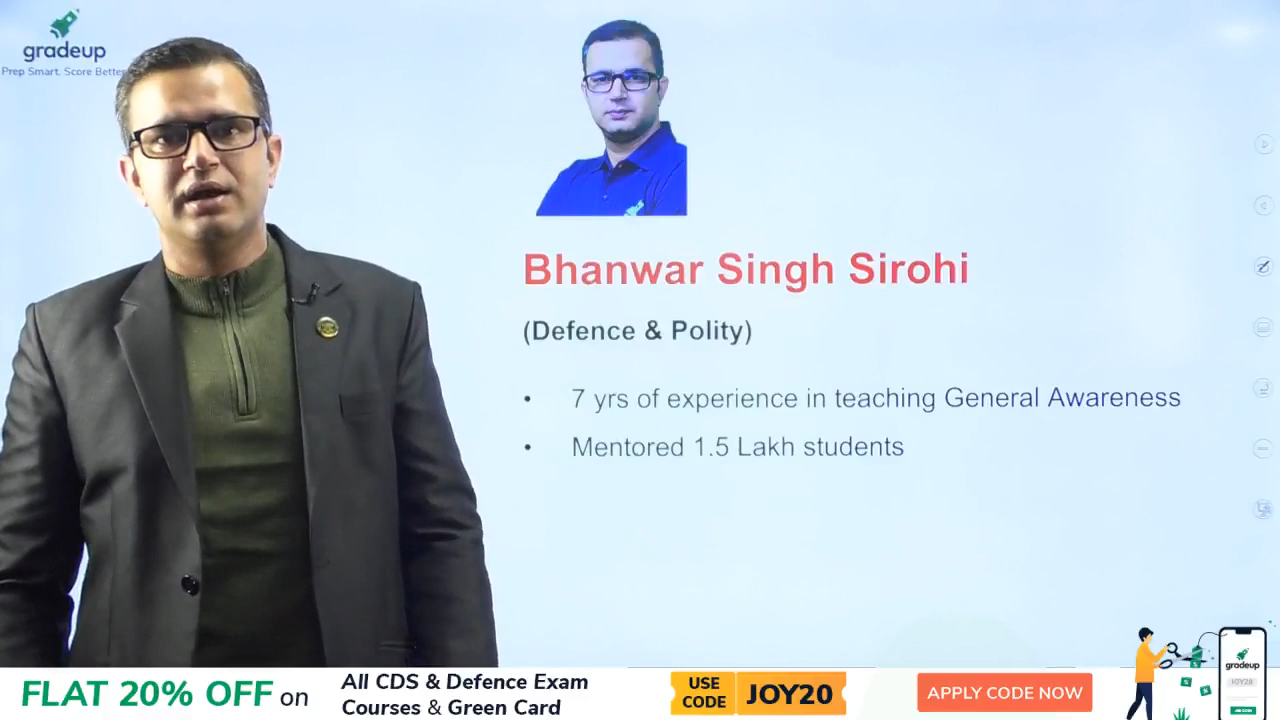 gradeup
Prep Smart. Score Better
Bhanwar Singh Sirohi
(Defence & Polity)
• 7 yrs of experience in teaching General Awareness
• Mentored 1.5 Lakh students
FLAT 20% OFF on
All CDS & Defence Exam
Courses & Green Card
USE
CODE
JOY20
APPLY CODE NOW
gradeup
JOY20